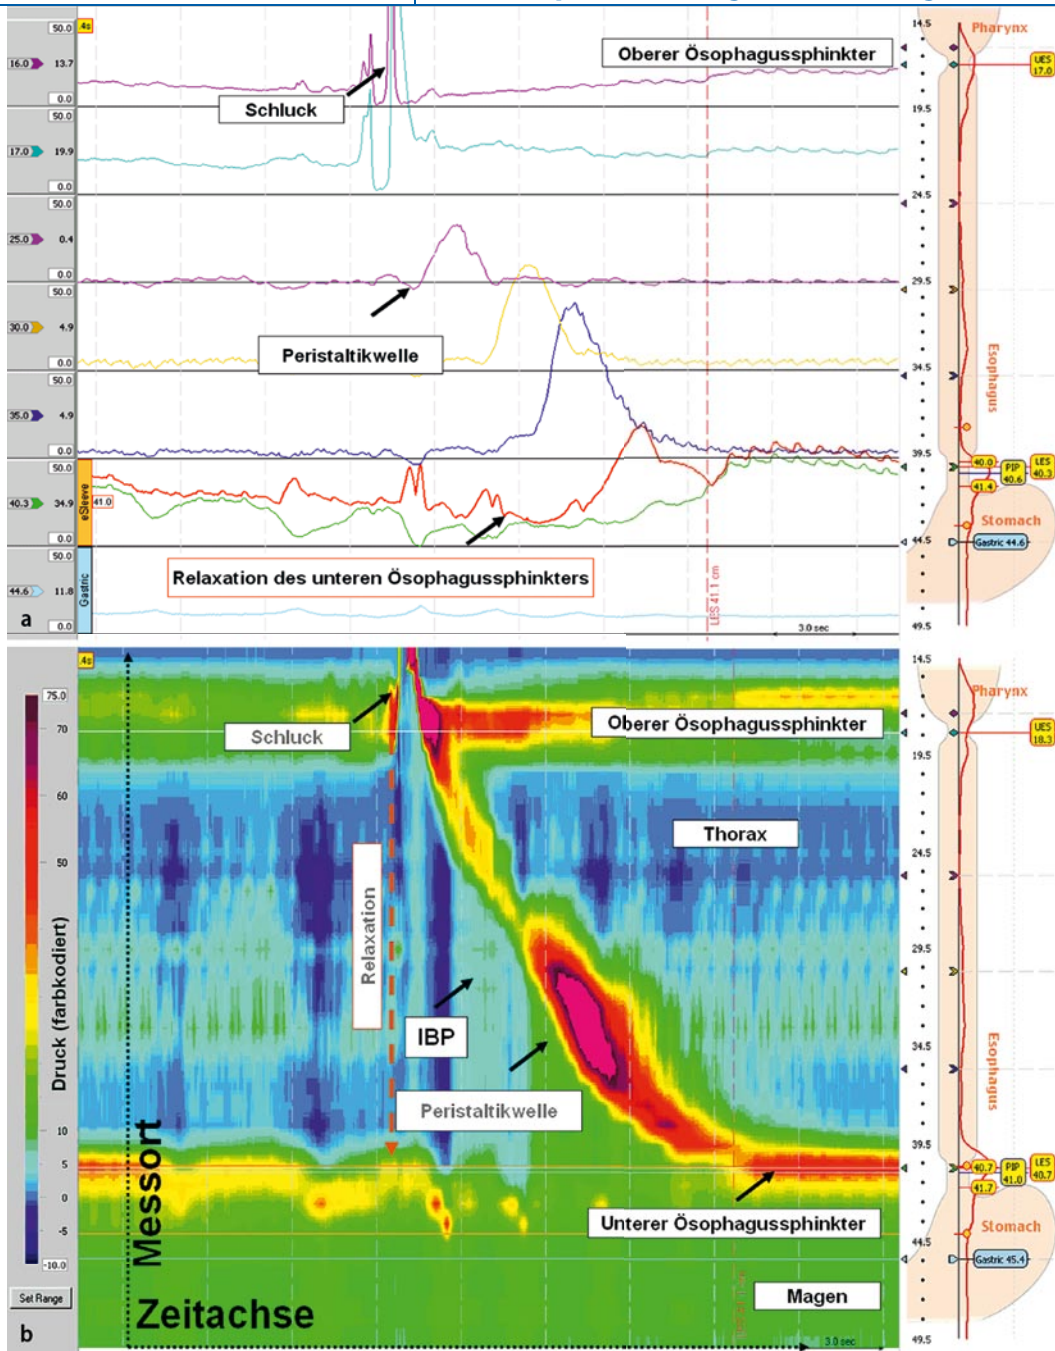 .4s
50.0
16.0 13.7
0.0
Oberer Ösophagussphinkter
Schluck
50.0
17.0 19.9
0.0
25.0 0.4
0.0
50.0
30.0 4.9
0.0
Peristaltikwelle
50.0
35.0 4.9
0.0
50.0
40.3 34.9
0.0
eSleeve
41.0
50.0
44.6 11.8
0.0
Gastric
Relaxation des unteren Ösophagussphinkters
LES 41.1 cm
3.0 sec
a
14.5
Pharynx
UES
17.0
19.5
24.5
29.5
34.5
Esophagus
39.5
40.0
PIP
40.6
LES
40.3
41.4
Stomach
44.5
Gastric 44.6
49.5
.4s
75.0
70
60
50
10
5
0
-5
-10.0
Druck (farbkodiert)
Set Range
b
Schluck
Oberer Ösophagussphinkter
Thorax
Relaxation
IBP
Peristaltikwelle
Unterer Ösophagussphinkter
Magen
Messort
Zeitachse
3.0 sec
14.5
Pharynx
UES
18.3
19.5
24.5
29.5
34.5
Esophagus
39.5
40.7
PIP
41.0
LES
40.7
41.7
Stomach
44.5
Gastric 45.4
49.5